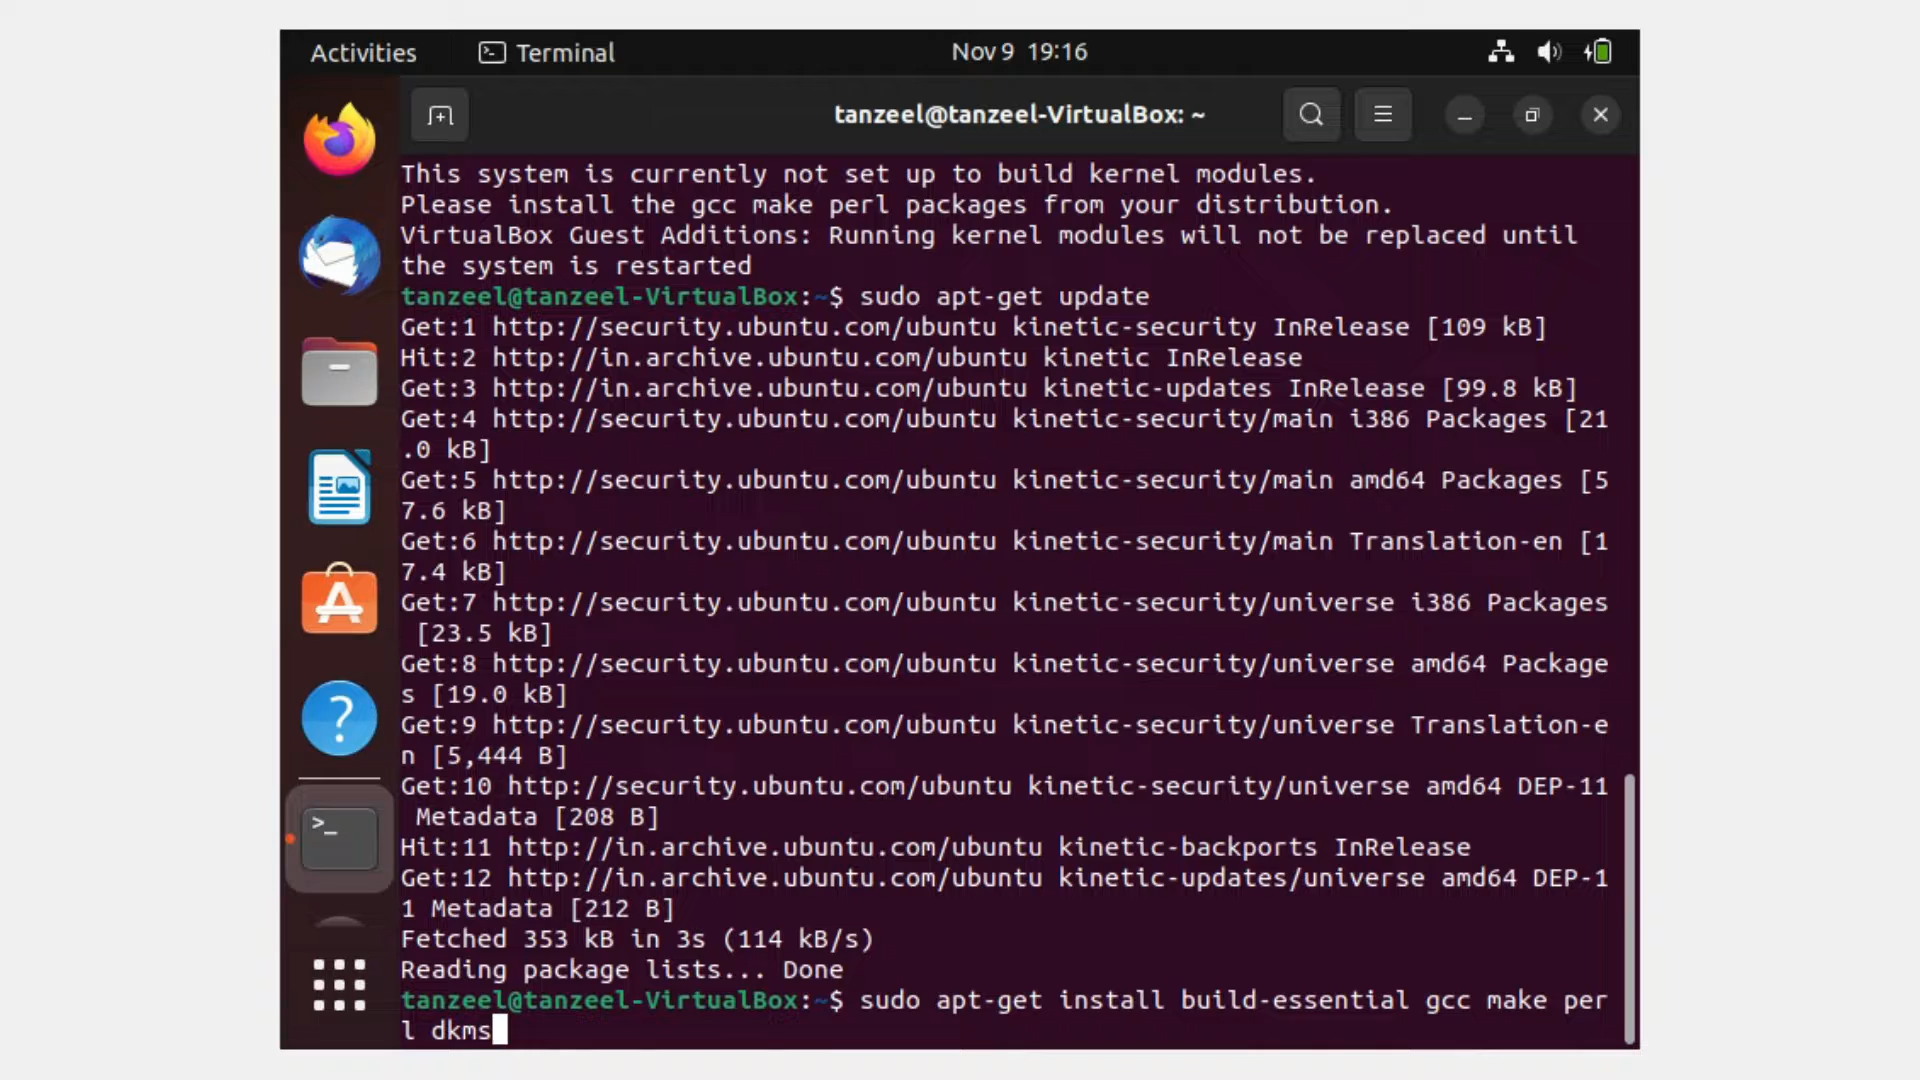 Activities Terminal Nov 9 19:16
tanzeel@tanzeel-VirtualBox: ~
This system is currently not set up to build kernel modules.
Please install the gcc make perl packages from your distribution.
VirtualBox Guest Additions: Running kernel modules will not be replaced until
the system is restarted
tanzeel@tanzeel-VirtualBox:~$ sudo apt-get update
Get:1 http://security.ubuntu.com/ubuntu kinetic-security InRelease [109 kB]
Hit:2 http://in.archive.ubuntu.com/ubuntu kinetic InRelease
Get:3 http://in.archive.ubuntu.com/ubuntu kinetic-updates InRelease [99.8 kB]
Get:4 http://security.ubuntu.com/ubuntu kinetic-security/main i386 Packages [21
.0 kB]
Get:5 http://security.ubuntu.com/ubuntu kinetic-security/main amd64 Packages [5
7.6 kB]
Get:6 http://security.ubuntu.com/ubuntu kinetic-security/main Translation-en [1
7.4 kB]
Get:7 http://security.ubuntu.com/ubuntu kinetic-security/universe i386 Packages
 [23.5 kB]
Get:8 http://security.ubuntu.com/ubuntu kinetic-security/universe amd64 Package
s [19.0 kB]
Get:9 http://security.ubuntu.com/ubuntu kinetic-security/universe Translation-e
n [5,444 B]
Get:10 http://security.ubuntu.com/ubuntu kinetic-security/universe amd64 DEP-11
 Metadata [208 B]
Hit:11 http://in.archive.ubuntu.com/ubuntu kinetic-backports InRelease
Get:12 http://in.archive.ubuntu.com/ubuntu kinetic-updates/universe amd64 DEP-1
1 Metadata [212 B]
Fetched 353 kB in 3s (114 kB/s)
Reading package lists... Done
tanzeel@tanzeel-VirtualBox:~$ sudo apt-get install build-essential gcc make per
l dkms